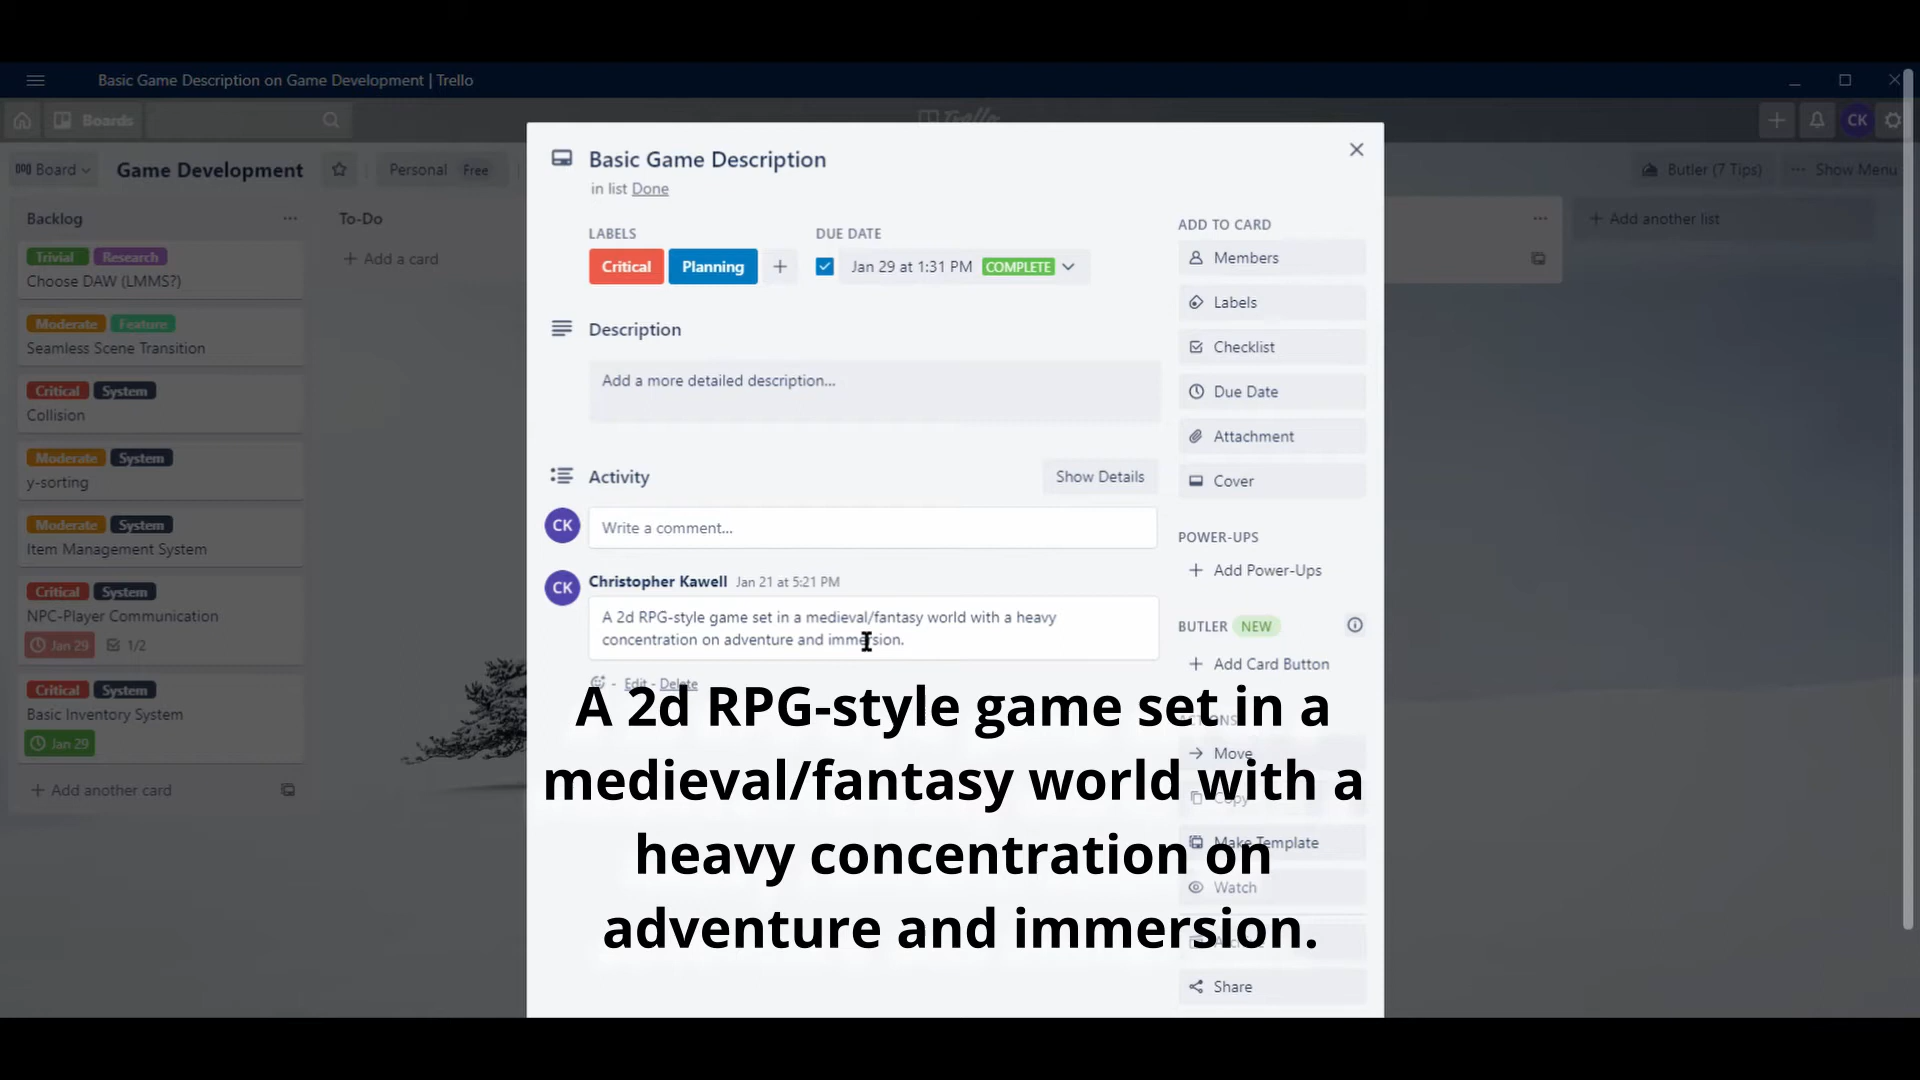 Basic Game Description on Game Development | Trello
Boards
Trello
CK
Board
Game Development
Personal
Free
Butler (7 Tips)
Show Menu
Backlog
Trivial
Research
Choose DAW (LMMS?)
Moderate
Feature
Seamless Scene Transition
Critical
System
Collision
Moderate
System
y-sorting
Moderate
System
Item Management System
Critical
System
NPC-Player Communication
Jan 29
1/2
Critical
System
Basic Inventory System
Jan 29
+ Add another card
To-Do
+ Add a card
+ Add another list
Basic Game Description
in list Done
LABELS
Critical
Planning
DUE DATE
Jan 29 at 1:31 PM COMPLETE
Description
Add a more detailed description...
Activity
Show Details
CK
Write a comment...
CK
Christopher Kawell Jan 21 at 5:21 PM
A 2d RPG-style game set in a medieval/fantasy world with a heavy
concentration on adventure and immersion.
- Edit - Delete
ADD TO CARD
Members
Labels
Checklist
Due Date
Attachment
Cover
POWER-UPS
+ Add Power-Ups
BUTLER NEW
+ Add Card Button
ACTIONS
Move
Copy
Make Template
Watch
Share
A 2d RPG-style game set in a
medieval/fantasy world with a
heavy concentration on
adventure and immersion.